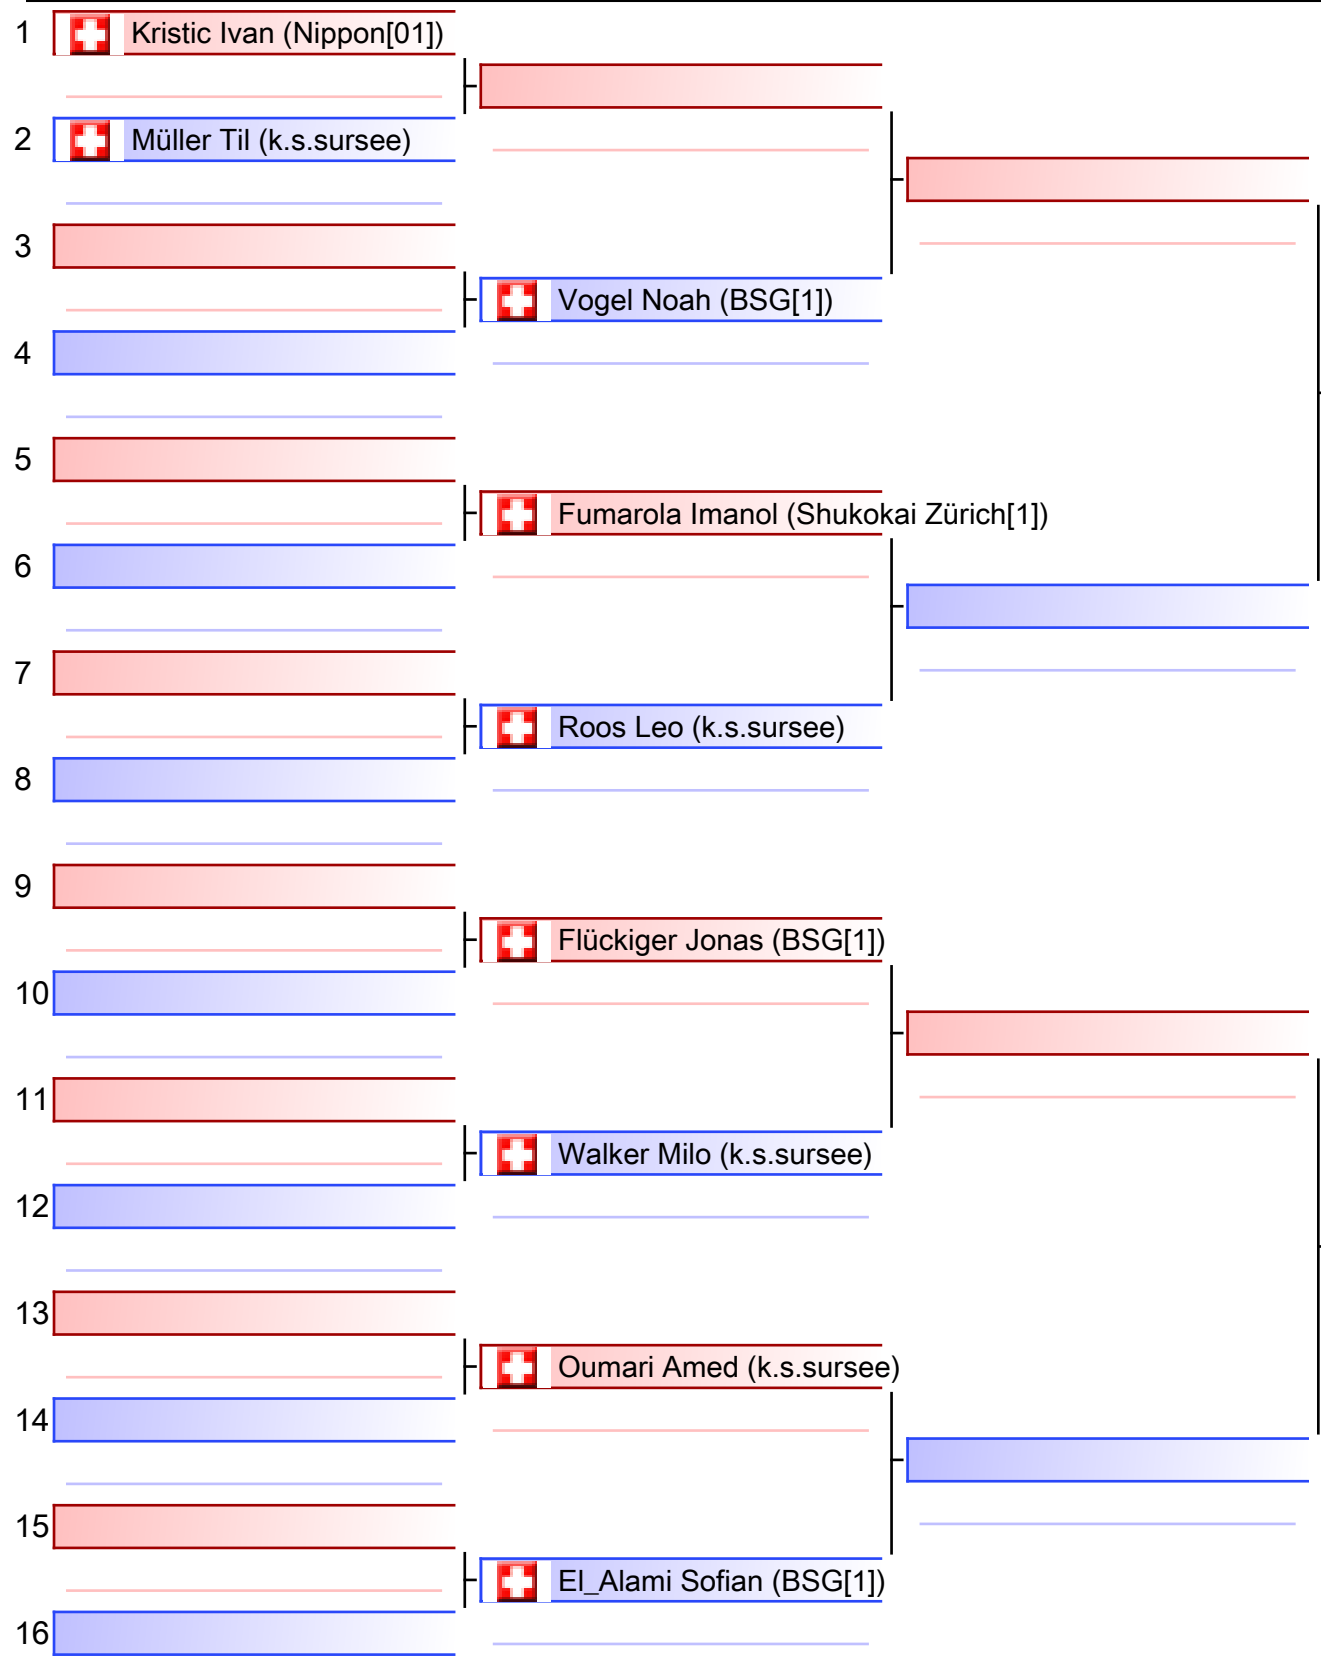 1 Kristic Ivan (Nippon[01])
2 Müller Til (k.s.sursee)
3
Vogel Noah (BSG[1])
4
5
Fumarola Imanol (Shukokai Zürich[1])
6
7
Roos Leo (k.s.sursee)
8
9
Flückiger Jonas (BSG[1])
10
11
Walker Milo (k.s.sursee)
12
13
Oumari Amed (k.s.sursee)
14
15
El_Alami Sofian (BSG[1])
16